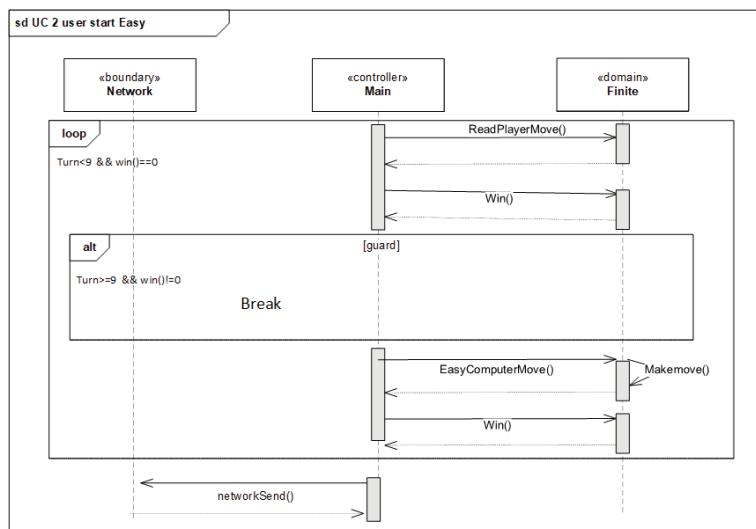 sd UC 2 user start Easy
«boundary»
Network
«controller»
Main
«domain»
Finite
loop
ReadPlayerMove()
Turn<9 && win()==0
Win()
alt
[guard]
Turn>=9 && win()!=0
Break
EasyComputerMove()
Makemove()
Win()
networkSend()